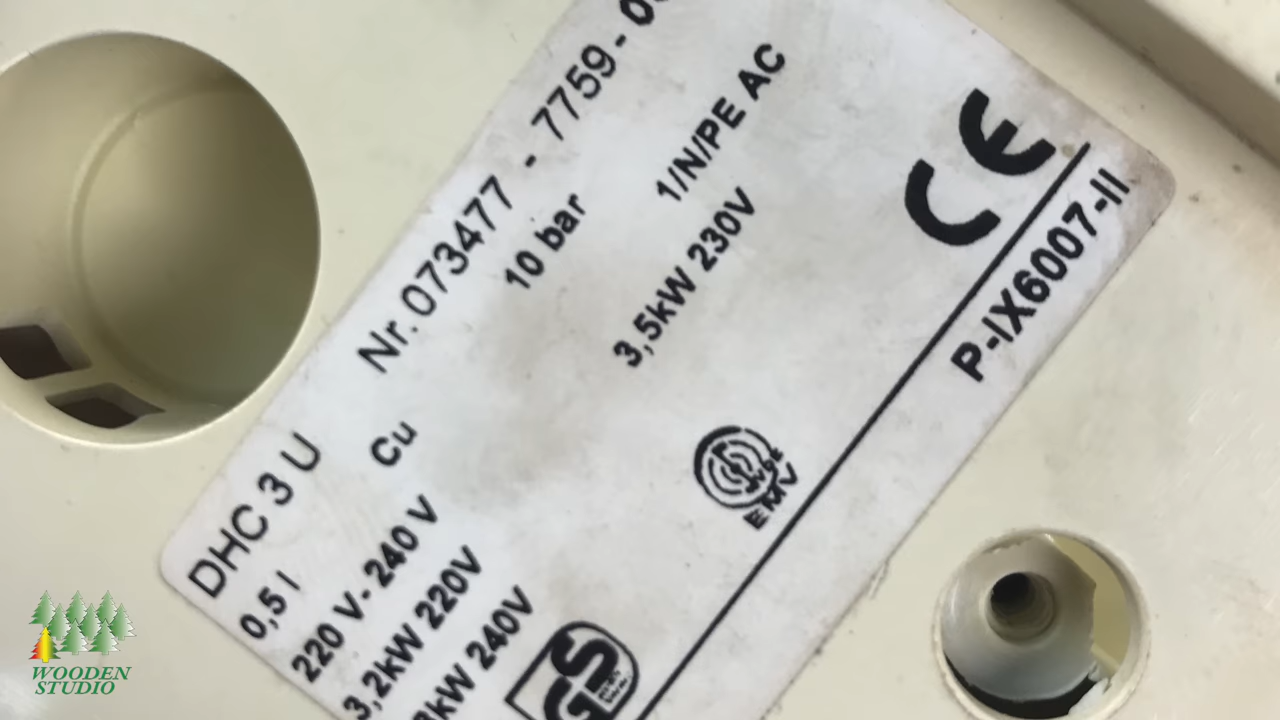 DHC 3 U Nr. 073477 - 7759 -
0,5 l Cu 10 bar
220 V - 240 V 1/N/PE AC
3,2kW 220V 3,5kW 230V
kW 240V
GS
VDE
EMV
CE
P-IX6007-II
WOODEN
STUDIO